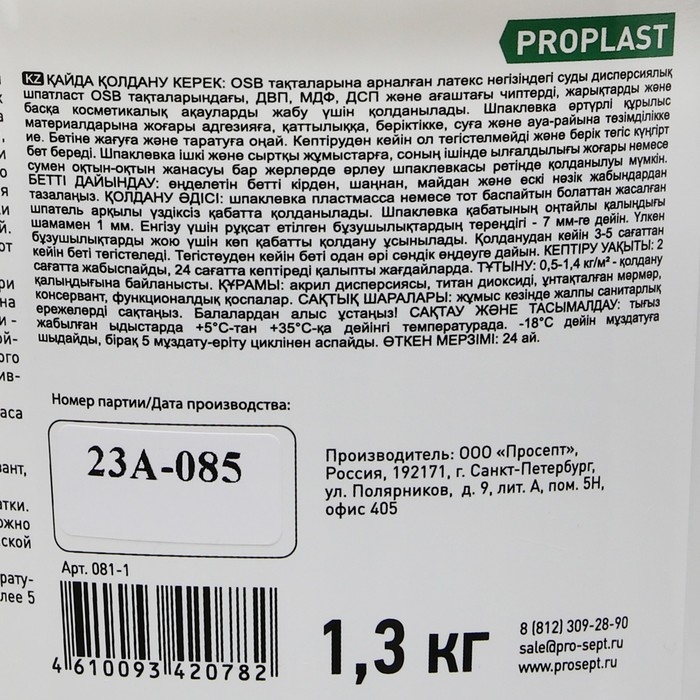 PROPLAST
KZ ҚАЙДА ҚОЛДАНУ КЕРЕК: OSB тақталарына арналған латекс негізіндегі суды дисперсиялық
шпатласт OSB тақталарындағы, ДВП, МДФ, ДСП және ағаштағы чиптерді, жарықтарды және
басқа косметикалық ақауларды жабу үшін қолданылады. Шпаклевка әртүрлі құрылыс
материалдарына жоғары адгезияға, қаттылыққа, беріктікке, суға және ауа-райына төзімділікке
ие. Бетіне жағуға және таратуға оңай. Кептіруден кейін ол тегістелмейді және берік тегіс күңгірт
бет береді. Шпаклевка ішкі және сыртқы жұмыстарға, соның ішінде ылғалдылығы жоғары немесе
сумен оқтын-оқтын жанасуы бар жерлерде әрлеу шпаклевкасы ретінде қолданылуы мүмкін.
БЕТТІ ДАЙЫНДАУ: өңделетін бетті кірден, шаңнан, майдан және ескі нәзік жабындардан
тазалаңыз. ҚОЛДАНУ ӘДІСІ: шпаклевка пластмасса немесе тот баспайтын болаттан жасалған
шпатель арқылы үздіксіз қабатта қолданылады. Шпаклевка қабатының оңтайлы қалыңдығы
шамамен 1 мм. Енгізу үшін рұқсат етілген бұзушылықтардың тереңдігі - 7 мм-ге дейін. Үлкен
бұзушылықтарды жою үшін көп қабатты қолдану ұсынылады. Қолданудан кейін 3-5 сағаттан
кейін беті тегістеледі. Тегістеуден кейін беті одан әрі сәндік өңдеуге дайын. КЕПТІРУ УАҚЫТЫ: 2
сағатта жабыспайды, 24 сағатта кептіреді қалыпты жағдайларда. ТҰТЫНУ: 0,5-1,4 кг/м² - қолдану
қалыңдығына байланысты. ҚҰРАМЫ: акрил дисперсиясы, титан диоксиді, ұнтақталған мәрмәр,
консервант, функционалдық қоспалар. САҚТЫҚ ШАРАЛАРЫ: жұмыс кезінде жалпы санитарлық
ережелерді сақтаңыз. Балалардан алыс ұстаңыз! САҚТАУ ЖӘНЕ ТАСЫМАЛДАУ: тығыз
жабылған ыдыстарда +5°С-тан +35°С-қа дейінгі температурада. -18°С дейін мұздатуға
шыдайды, бірақ 5 мұздату-еріту циклінен аспайды. ӨТКЕН МЕРЗІМІ: 24 ай.
Номер партии/Дата производства:
23А-085
Производитель: ООО «Просепт»,
Россия, 192171, г. Санкт-Петербург,
ул. Полярников, д. 9, лит. А, пом. 5Н,
офис 405
Арт. 081-1
4 610093 420782
1,3 кг
8 (812) 309-28-90
sale@pro-sept.ru
www.prosept.ru